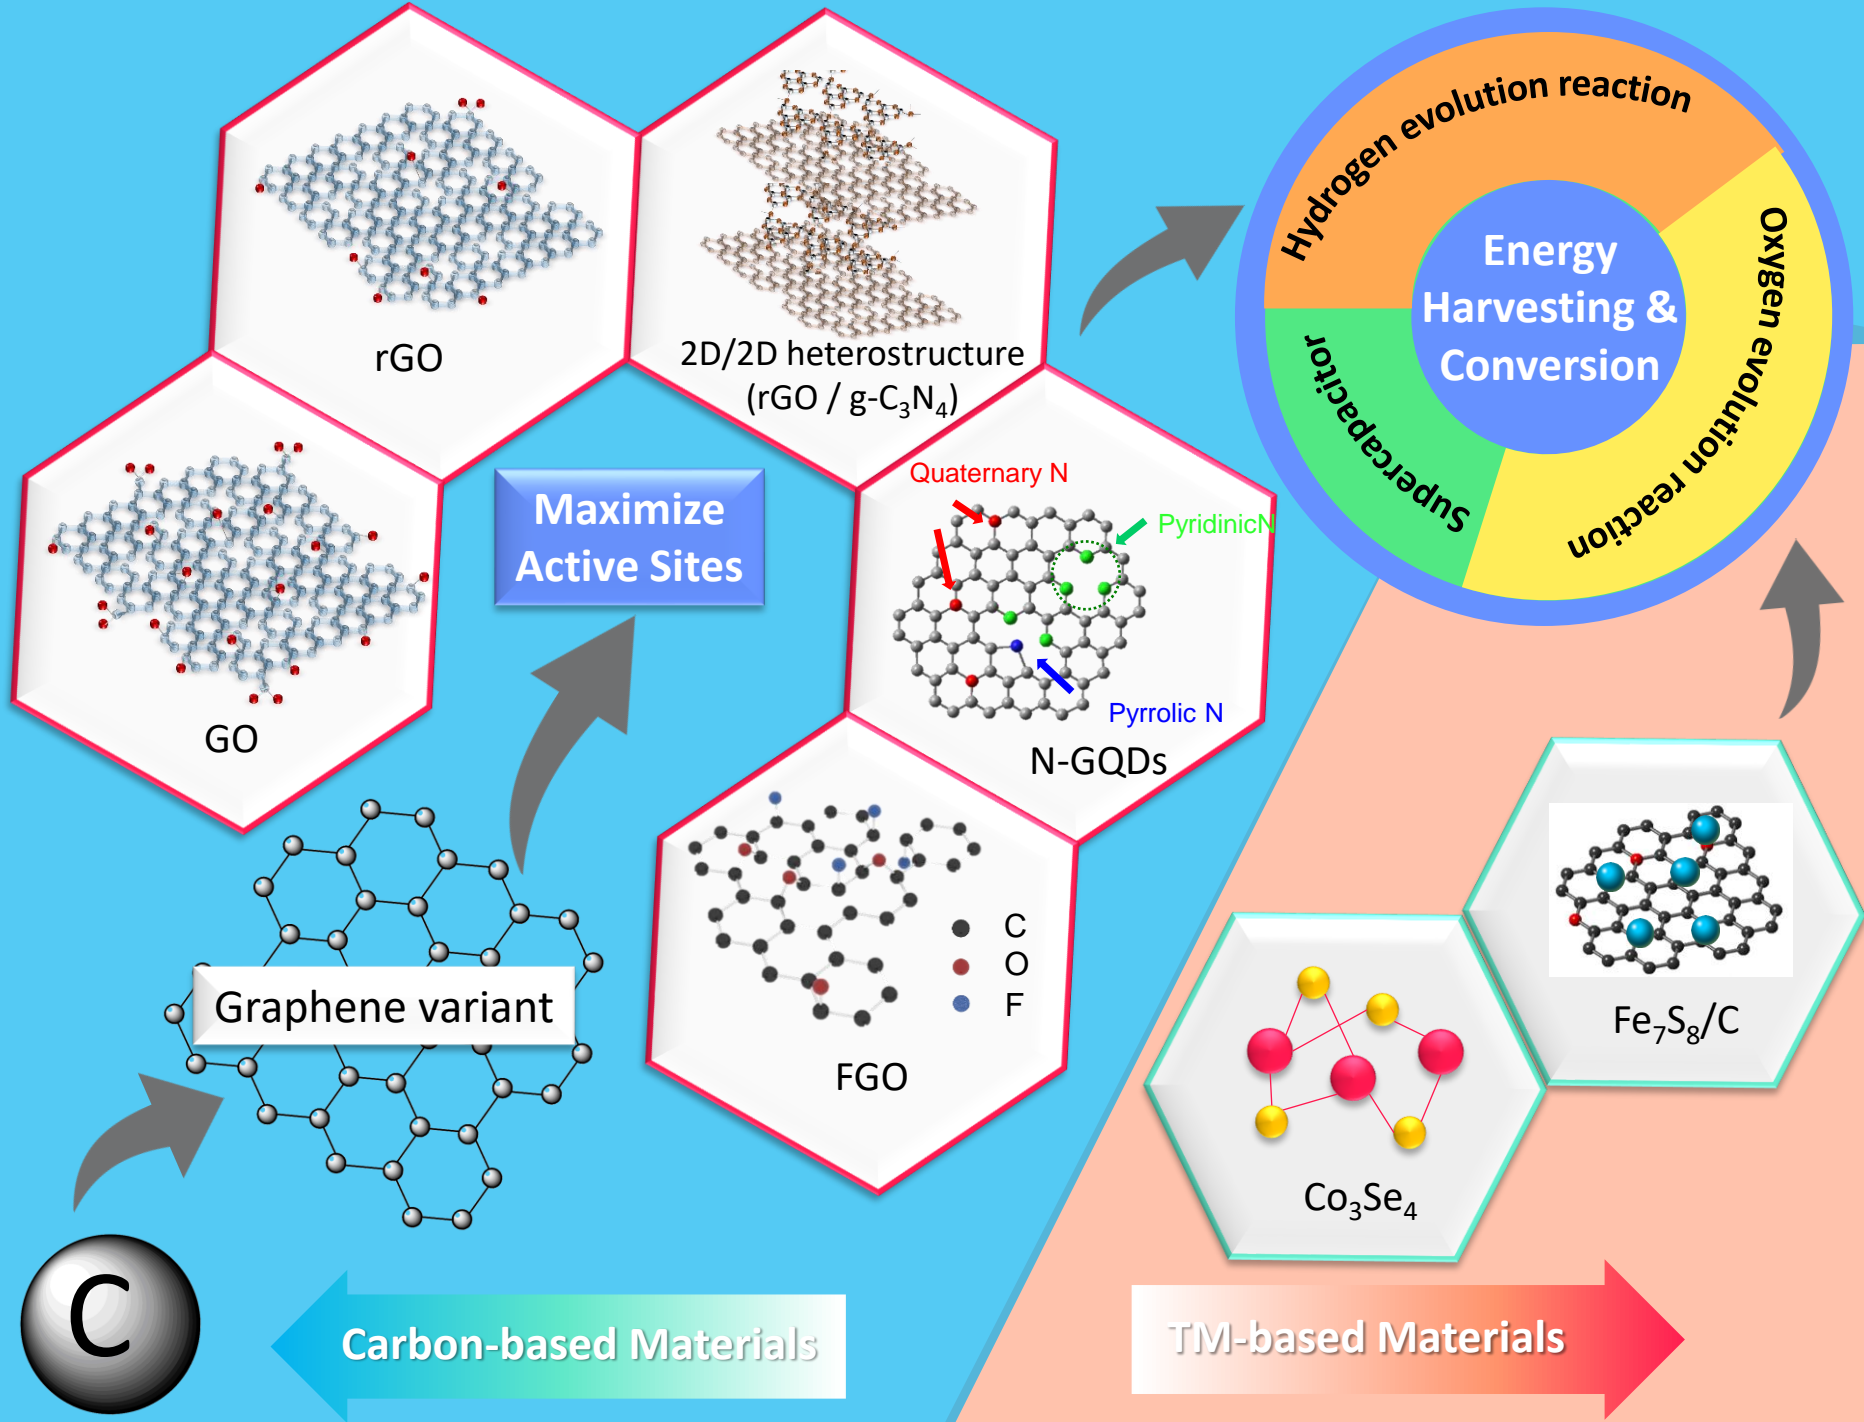 rGO
2D/2D heterostructure
(rGO / g-C₃N₄)
Hydrogen evolution reaction
Oxygen evolution reaction
Supercapacitor
Energy
Harvesting &
Conversion
GO
Maximize
Active Sites
Quaternary N
PyridinicN
Pyrrolic N
N-GQDs
Graphene variant
C
O
F
FGO
Fe₇S₈/C
Co₃Se₄
C
Carbon-based Materials
TM-based Materials